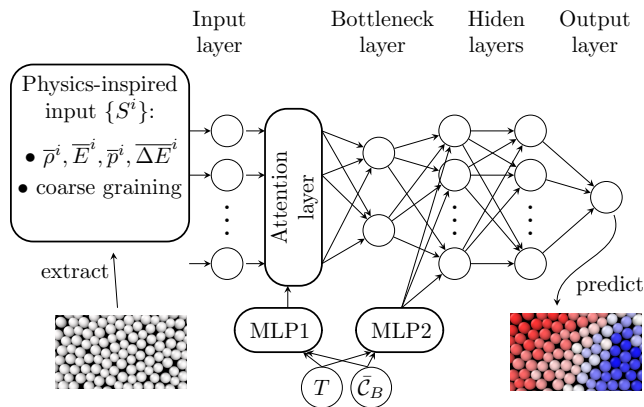 Input layer
Bottleneck layer
Hiden layers
Output layer
Physics-inspired
input {S^i}:
• ρ̅^i, E̅^i, p̅^i, Δ̅E̅^i
• coarse graining
Attention layer
extract
predict
MLP1
MLP2
T
C̄_B